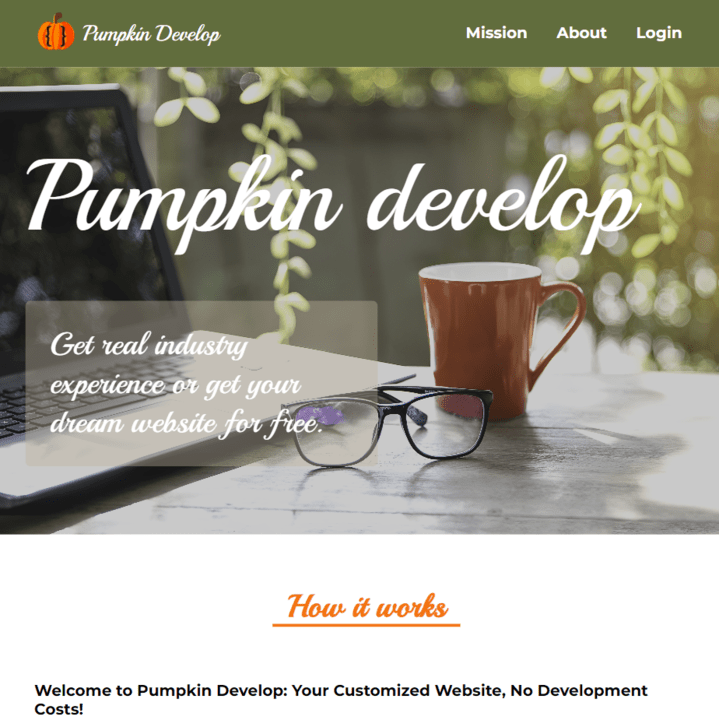 Pumpkin Develop
Mission
About
Login
Pumpkin develop
Get real industry
experience or get your
dream website for free.
How it works
Welcome to Pumpkin Develop: Your Customized Website, No Development
Costs!